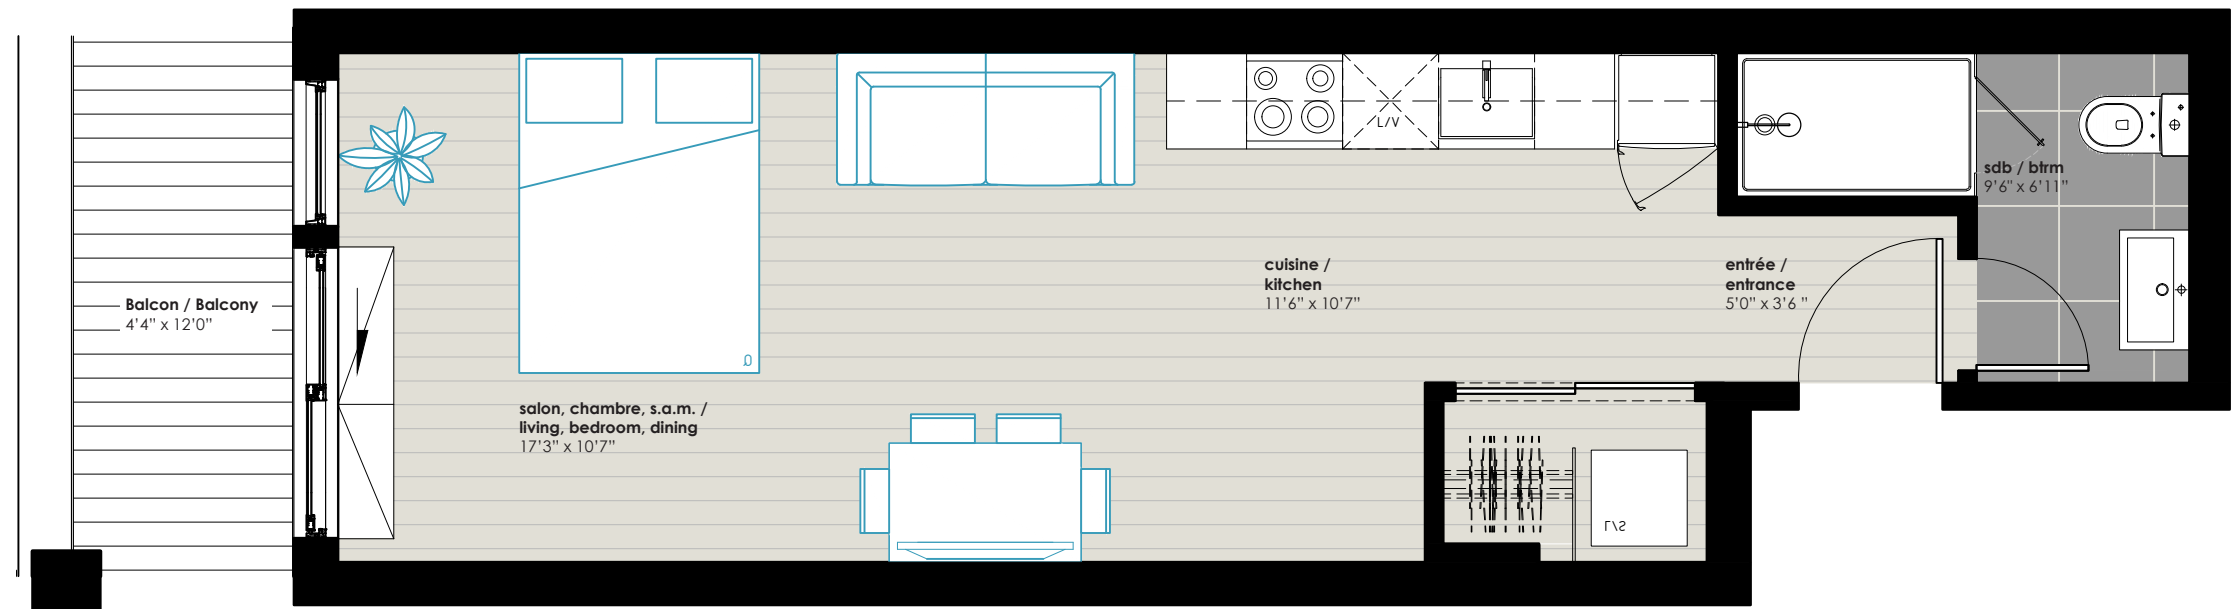 Balcon / Balcony
4'4" x 12'0"
salon, chambre, s.a.m. /
living, bedroom, dining
17'3" x 10'7"
cuisine /
kitchen
11'6" x 10'7"
entrée /
entrance
5'0" x 3'6 "
sdb / btrm
9'6" x 6'11"
L/V
L/S
Q